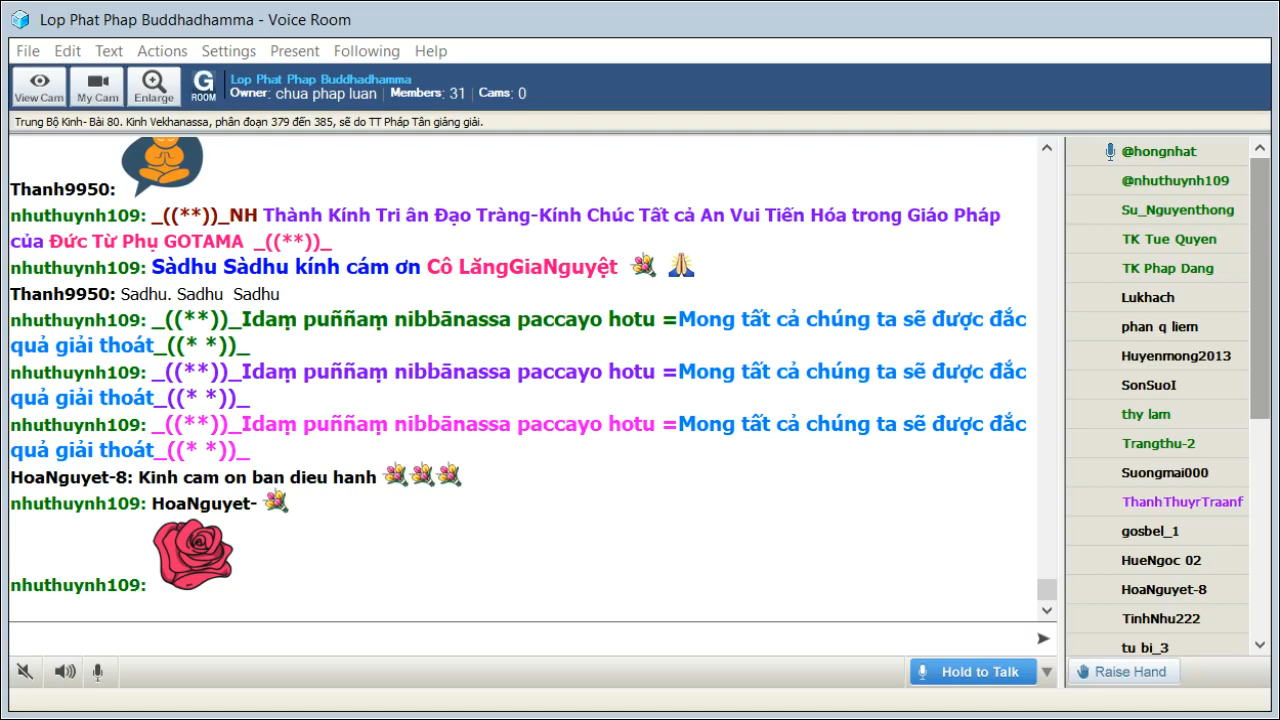 Lop Phat Phap Buddhadhamma - Voice Room
File Edit Text Actions Settings Present Following Help
View Cam My Cam Enlarge G ROOM
Lop Phat Phap Buddhadhamma
Owner: chua phap luan | Members: 31 | Cams: 0
Trung Bộ Kinh- Bài 80. Kinh Vekhanassa, phân đoạn 379 đến 385, sẽ do TT Pháp Tân giảng giải.
Thanh9950:
nhuthuynh109: _((**))_NH Thành Kính Tri ân Đạo Tràng-Kính Chúc Tất cả An Vui Tiến Hóa trong Giáo Pháp
của Đức Từ Phụ GOTAMA _((**))_
nhuthuynh109: Sàdhu Sàdhu kính cám ơn Cô LăngGiaNguyệt
Thanh9950: Sadhu. Sadhu Sadhu
nhuthuynh109: _((**))_Idaṃ puññaṃ nibbānassa paccayo hotu =Mong tất cả chúng ta sẽ được đắc
quả giải thoát_((* *))_
nhuthuynh109: _((**))_Idaṃ puññaṃ nibbānassa paccayo hotu =Mong tất cả chúng ta sẽ được đắc
quả giải thoát_((* *))_
nhuthuynh109: _((**))_Idaṃ puññaṃ nibbānassa paccayo hotu =Mong tất cả chúng ta sẽ được đắc
quả giải thoát_((* *))_
HoaNguyet-8: Kinh cam on ban dieu hanh
nhuthuynh109: HoaNguyet-
nhuthuynh109:
@hongnhat
@nhuthuynh109
Su_Nguyenthong
TK Tue Quyen
TK Phap Dang
Lukhach
phan q liem
Huyenmong2013
SonSuoI
thy lam
Trangthu-2
Suongmai000
ThanhThuyrTraanf
gosbel_1
HueNgoc 02
HoaNguyet-8
TinhNhu222
tu bi_3
Hold to Talk
Raise Hand